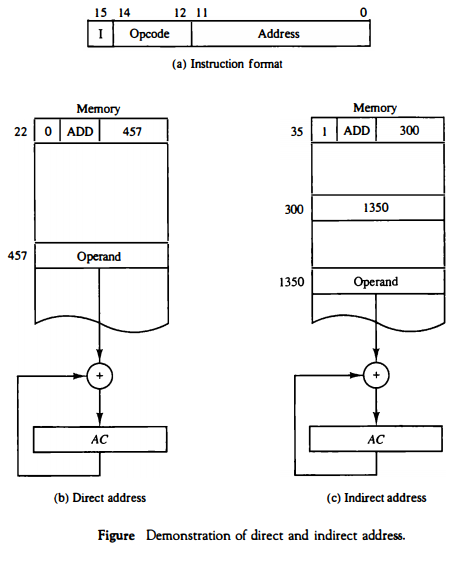 15 14 12 11 0
I Opcode Address
(a) Instruction format
Memory Memory
22 0 ADD 457 35 1 ADD 300
300 1350
457 Operand
1350 Operand
+ +
AC AC
(b) Direct address (c) Indirect address
Figure Demonstration of direct and indirect address.